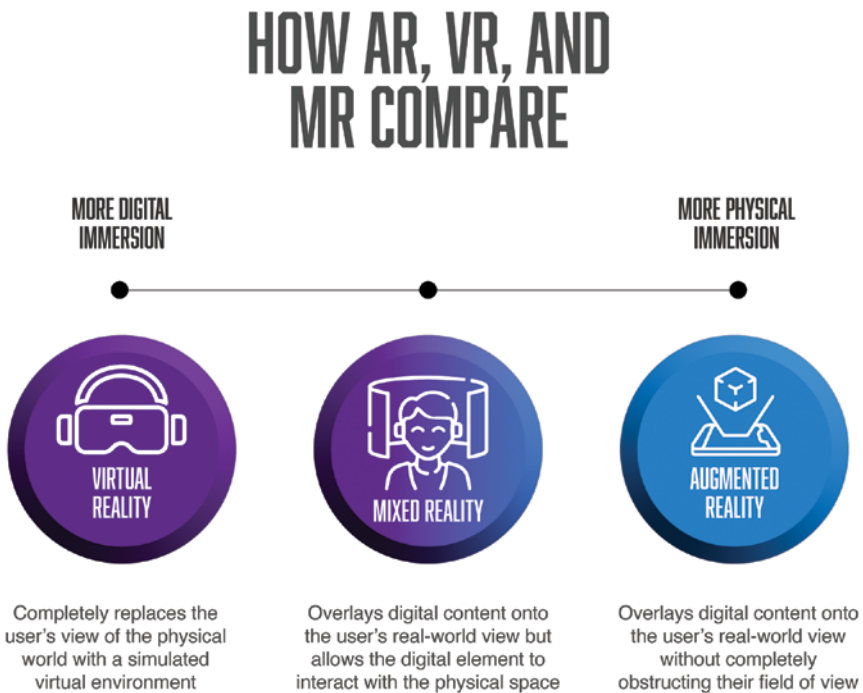 HOW AR, VR, AND
MR COMPARE
MORE DIGITAL
IMMERSION
MORE PHYSICAL
IMMERSION
VIRTUAL
REALITY
MIXED REALITY
AUGMENTED
REALITY
Completely replaces the
user’s view of the physical
world with a simulated
virtual environment
Overlays digital content onto
the user’s real-world view but
allows the digital element to
interact with the physical space
Overlays digital content onto
the user’s real-world view
without completely
obstructing their field of view